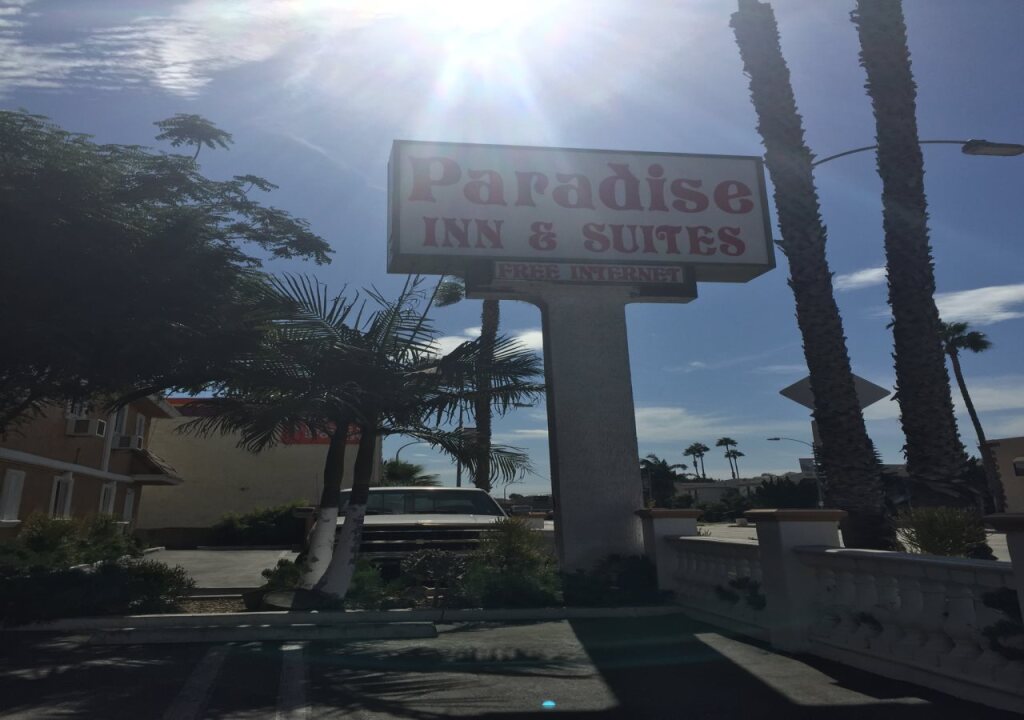 Paradise
INN & SUITES
FREE INTERNET